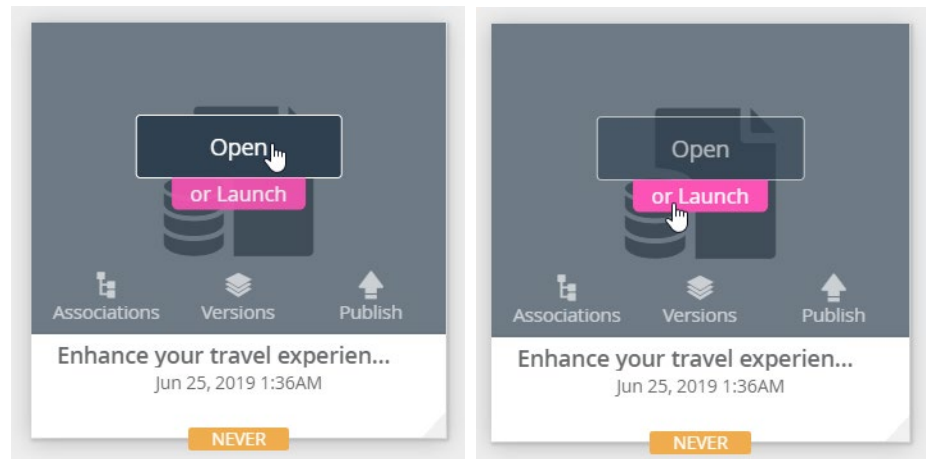 Open
or Launch
Associations Versions Publish
Enhance your travel experien...
Jun 25, 2019 1:36AM
NEVER
Open
or Launch
Associations Versions Publish
Enhance your travel experien...
Jun 25, 2019 1:36AM
NEVER